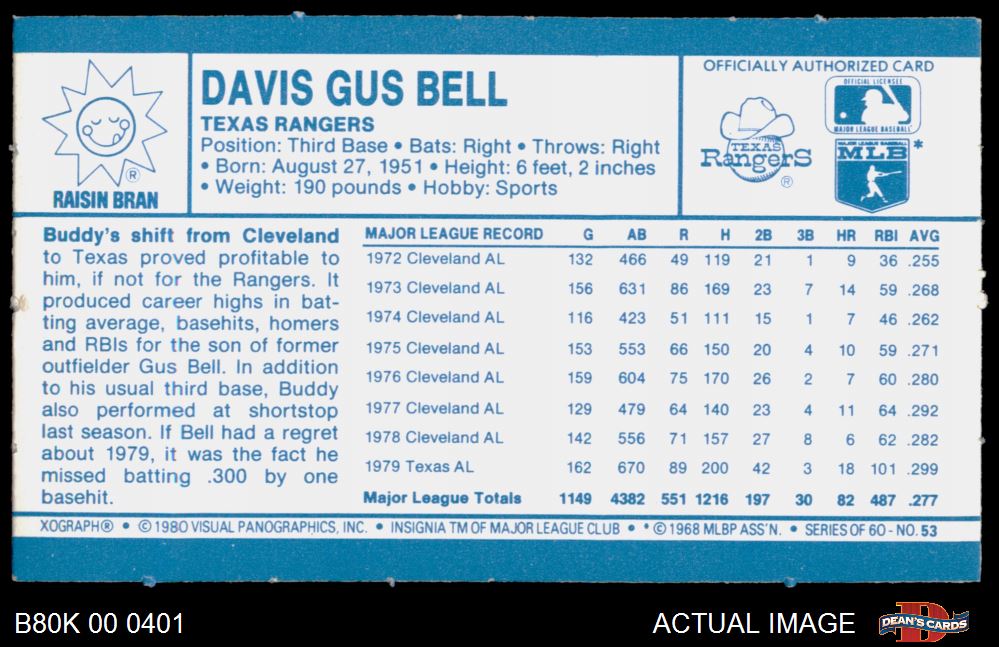 RAISIN BRAN
®
DAVIS GUS BELL
TEXAS RANGERS
Position: Third Base • Bats: Right • Throws: Right
• Born: August 27, 1951 • Height: 6 feet, 2 inches
• Weight: 190 pounds • Hobby: Sports
OFFICIALLY AUTHORIZED CARD
TEXAS
Rangers
®
OFFICIAL LICENSEE
MAJOR LEAGUE BASEBALL
MAJOR LEAGUE BASEBALL
MLB *
Buddy's shift from Cleveland
to Texas proved profitable to
him, if not for the Rangers. It
produced career highs in bat-
ting average, basehits, homers
and RBIs for the son of former
outfielder Gus Bell. In addition
to his usual third base, Buddy
also performed at shortstop
last season. If Bell had a regret
about 1979, it was the fact he
missed batting .300 by one
basehit.
MAJOR LEAGUE RECORD G AB R H 2B 3B HR RBI AVG
1972 Cleveland AL 132 466 49 119 21 1 9 36 .255
1973 Cleveland AL 156 631 86 169 23 7 14 59 .268
1974 Cleveland AL 116 423 51 111 15 1 7 46 .262
1975 Cleveland AL 153 553 66 150 20 4 10 59 .271
1976 Cleveland AL 159 604 75 170 26 2 7 60 .280
1977 Cleveland AL 129 479 64 140 23 4 11 64 .292
1978 Cleveland AL 142 556 71 157 27 8 6 62 .282
1979 Texas AL 162 670 89 200 42 3 18 101 .299
Major League Totals 1149 4382 551 1216 197 30 82 487 .277
XOGRAPH® • © 1980 VISUAL PANOGRAPHICS, INC. • INSIGNIA TM OF MAJOR LEAGUE CLUB • * © 1968 MLBP ASS'N. • SERIES OF 60 - NO. 53
B80K 00 0401
ACTUAL IMAGE
DEAN'S CARDS